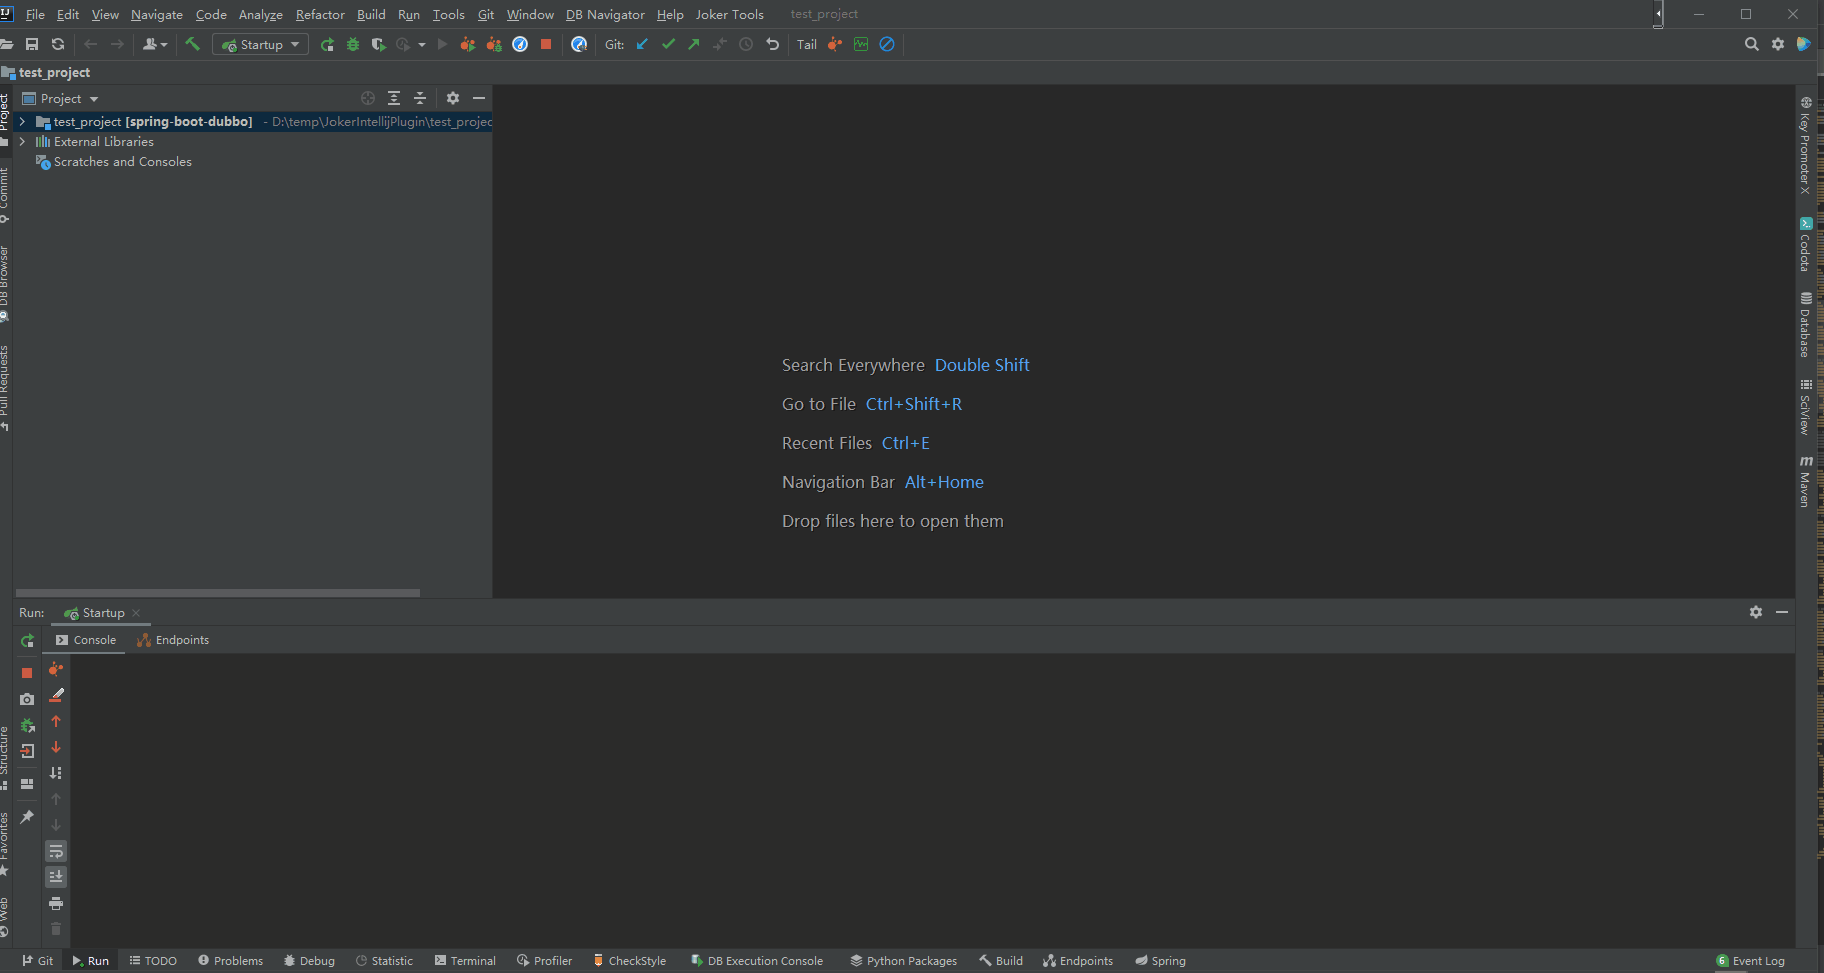 File Edit View Navigate Code Analyze Refactor Build Run Tools Git Window DB Navigator Help Joker Tools test_project
Startup Git: Tail
test_project
Project
test_project [spring-boot-dubbo] - D:\temp\JokerIntellijPlugin\test_projec
External Libraries
Scratches and Consoles
Project
Commit
DB Browser
Pull Requests
Structure
Favorites
Web
Search Everywhere Double Shift
Go to File Ctrl+Shift+R
Recent Files Ctrl+E
Navigation Bar Alt+Home
Drop files here to open them
Key Promoter X
Codota
Database
SciView
Maven
Run: Startup
Console Endpoints
Git Run TODO Problems Debug Statistic Terminal Profiler CheckStyle DB Execution Console Python Packages Build Endpoints Spring 6 Event Log